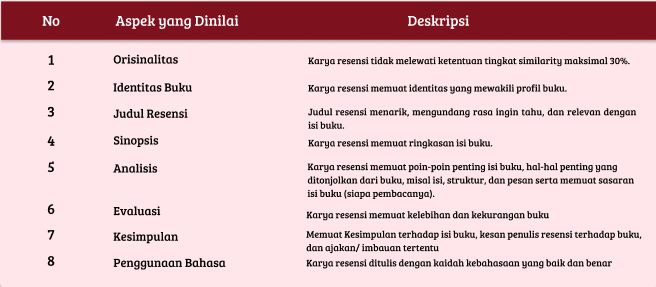 No Aspek yang Dinilai Deskripsi
1 Orisinalitas Karya resensi tidak melewati ketentuan tingkat similarity maksimal 30%.
2 Identitas Buku Karya resensi memuat identitas yang mewakili profil buku.
3 Judul Resensi Judul resensi menarik, mengundang rasa ingin tahu, dan relevan dengan
isi buku.
4 Sinopsis Karya resensi memuat ringkasan isi buku.
5 Analisis Karya resensi memuat poin-poin penting isi buku, hal-hal penting yang
ditonjolkan dari buku, misal isi, struktur, dan pesan serta memuat sasaran
isi buku (siapa pembacanya).
6 Evaluasi Karya resensi memuat kelebihan dan kekurangan buku
7 Kesimpulan Memuat Kesimpulan terhadap isi buku, kesan penulis resensi terhadap buku,
dan ajakan/ imbauan tertentu
8 Penggunaan Bahasa Karya resensi ditulis dengan kaidah kebahasaan yang baik dan benar